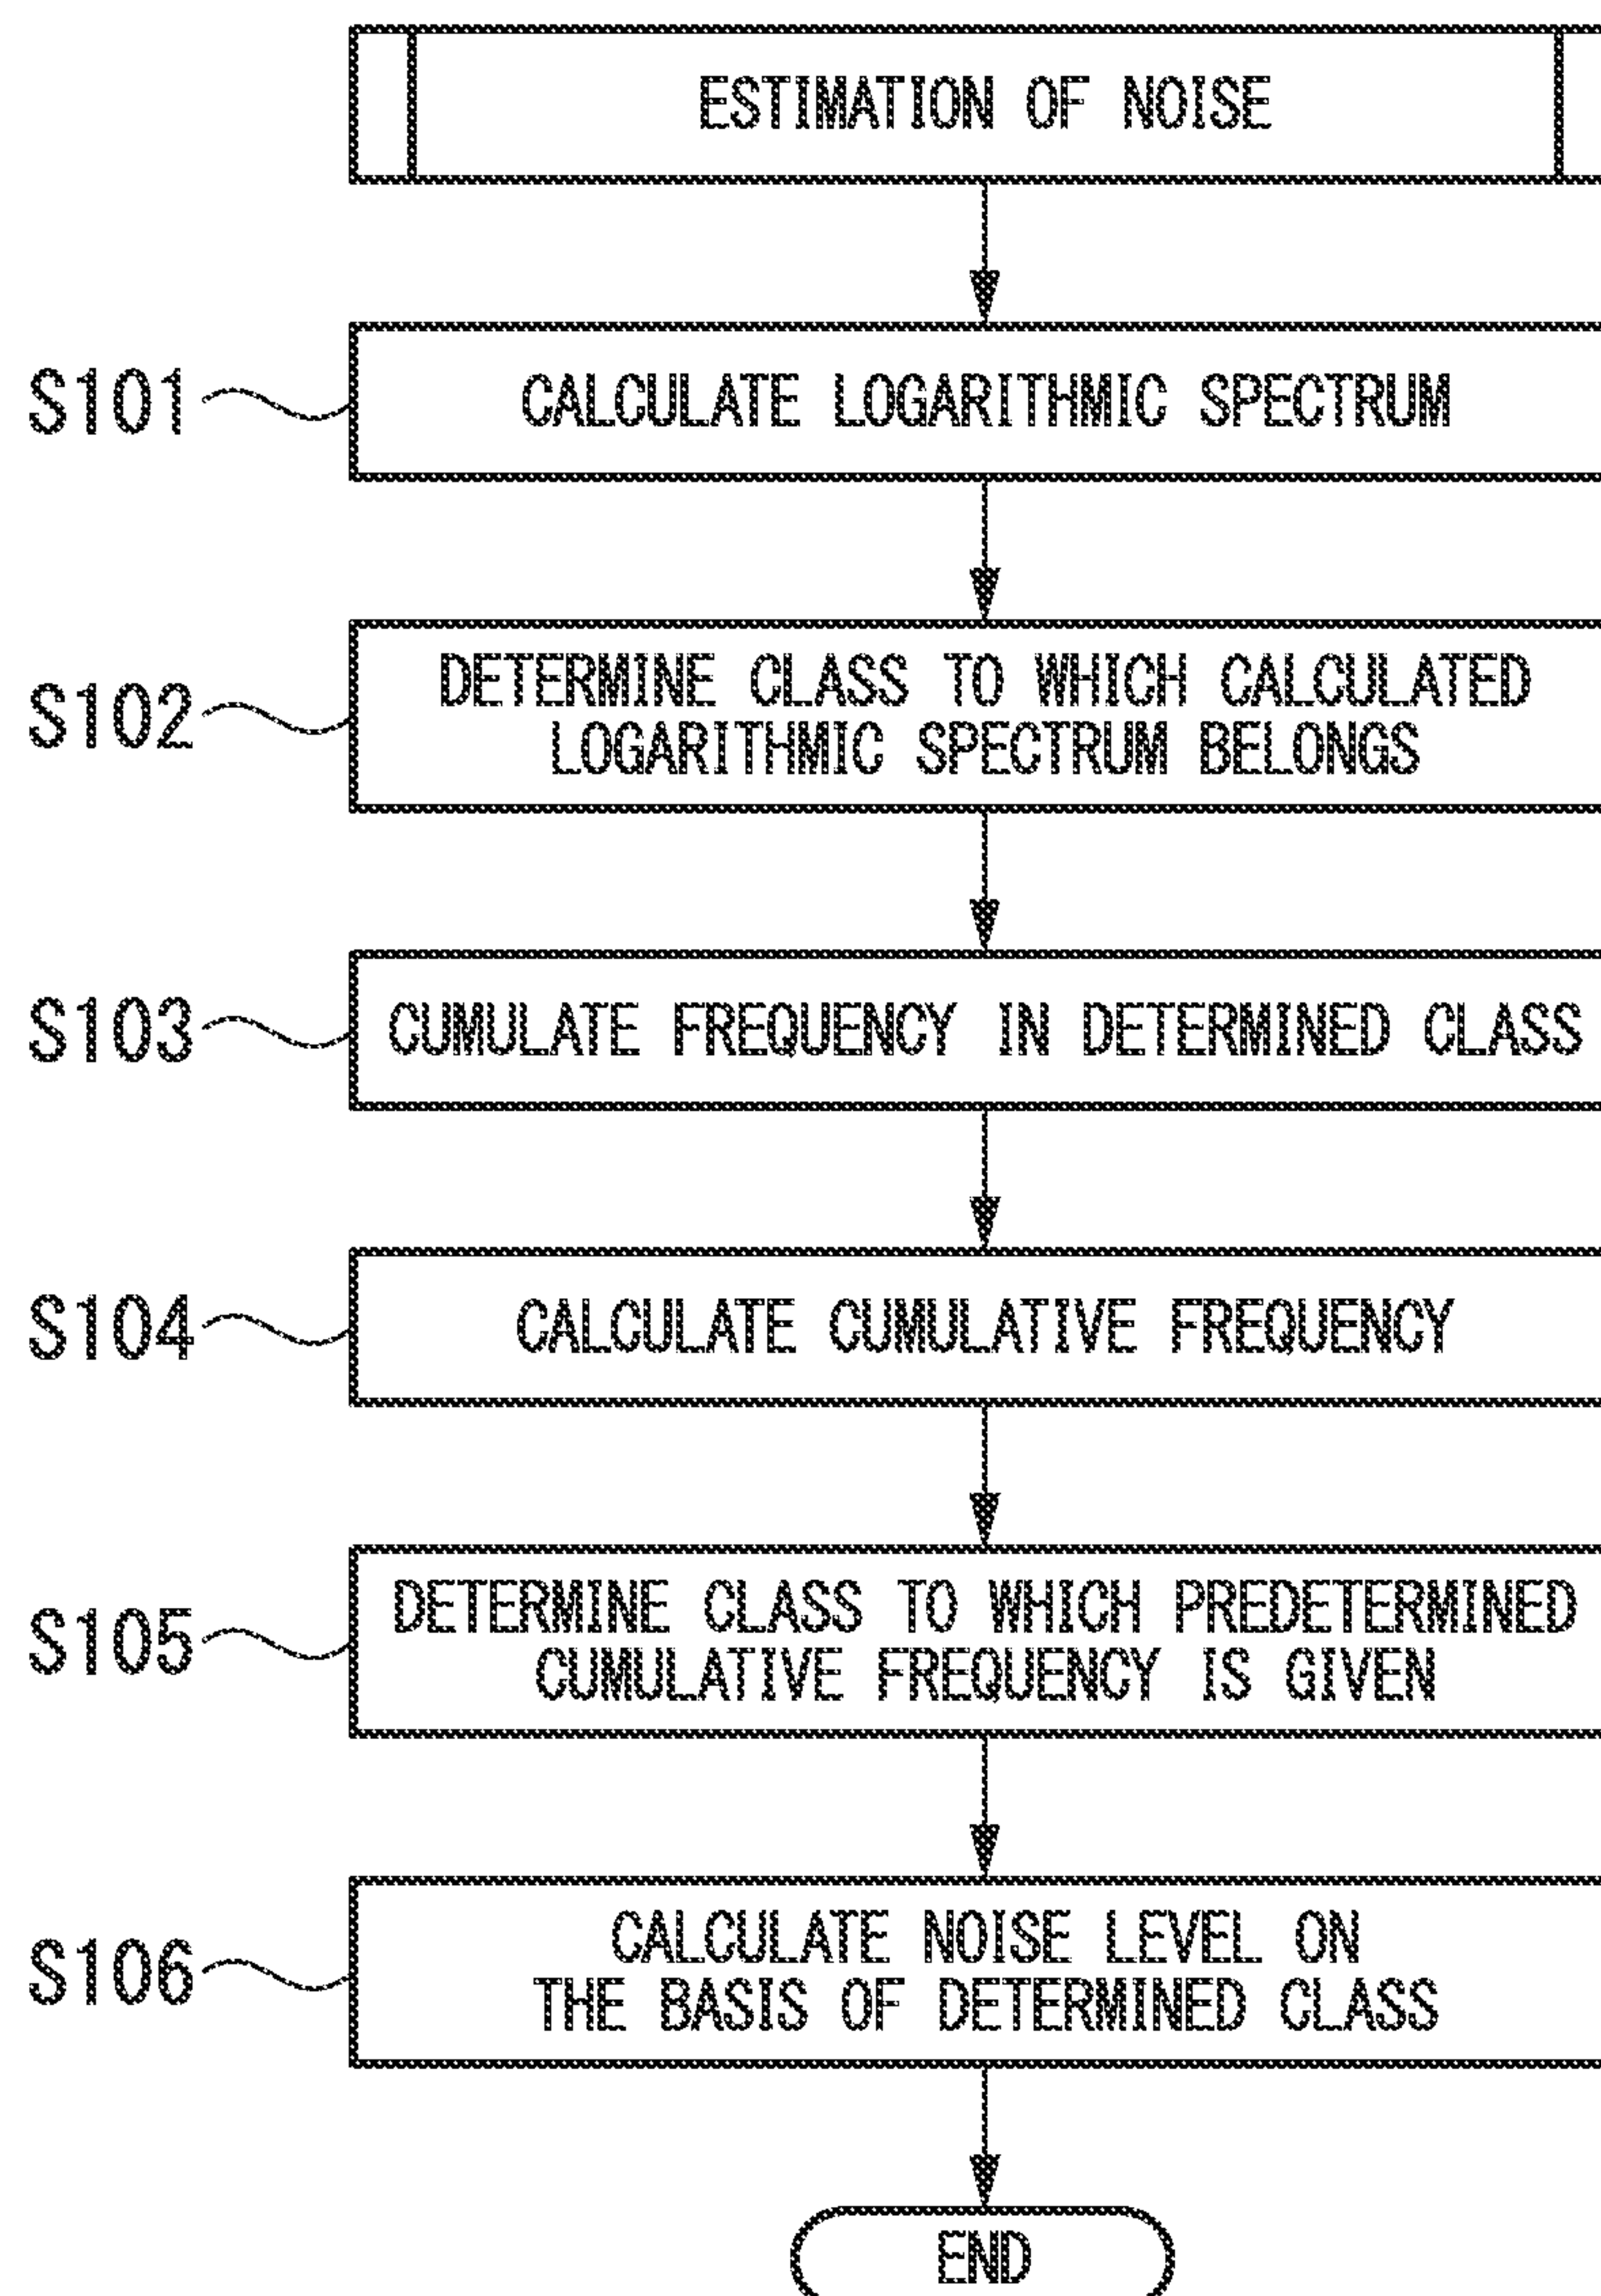 ESTIMATION OF NOISE
S101
CALCULATE LOGARITHMIC SPECTRUM
S102
DETERMINE CLASS TO WHICH CALCULATED
LOGARITHMIC SPECTRUM BELONGS
S103
CUMULATE FREQUENCY IN DETERMINED CLASS
S104
CALCULATE CUMULATIVE FREQUENCY
S105
DETERMINE CLASS TO WHICH PREDETERMINED
CUMULATIVE FREQUENCY IS GIVEN
S106
CALCULATE NOISE LEVEL ON
THE BASIS OF DETERMINED CLASS
END